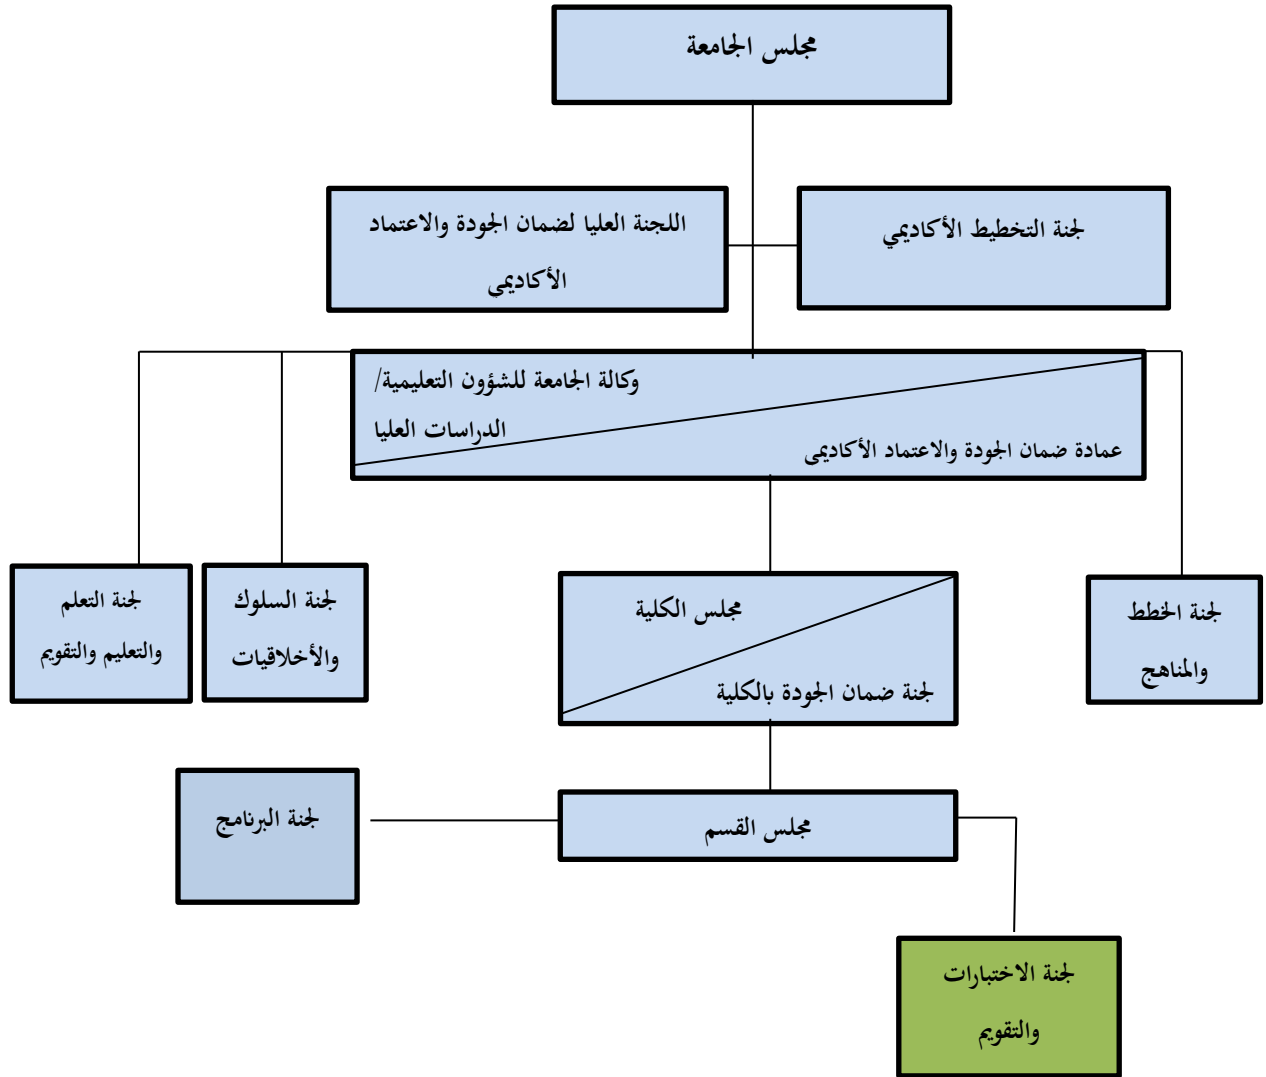 مجلس الجامعة
لجنة التخطيط الأكاديمي
اللجنة العليا لضمان الجودة والاعتماد
الأكاديمى
وكالة الجامعة للشؤون التعليمية/
الدراسات العليا
عمادة ضمان الجودة والاعتماد الأكاديمى
لجنة الخطط
والمناهج
مجلس الكلية
لجنة ضمان الجودة بالكلية
لجنة السلوك
والأخلاقيات
لجنة التعلم
والتعليم والتقويم
مجلس القسم
لجنة البرنامج
لجنة الاختبارات
والتقويم